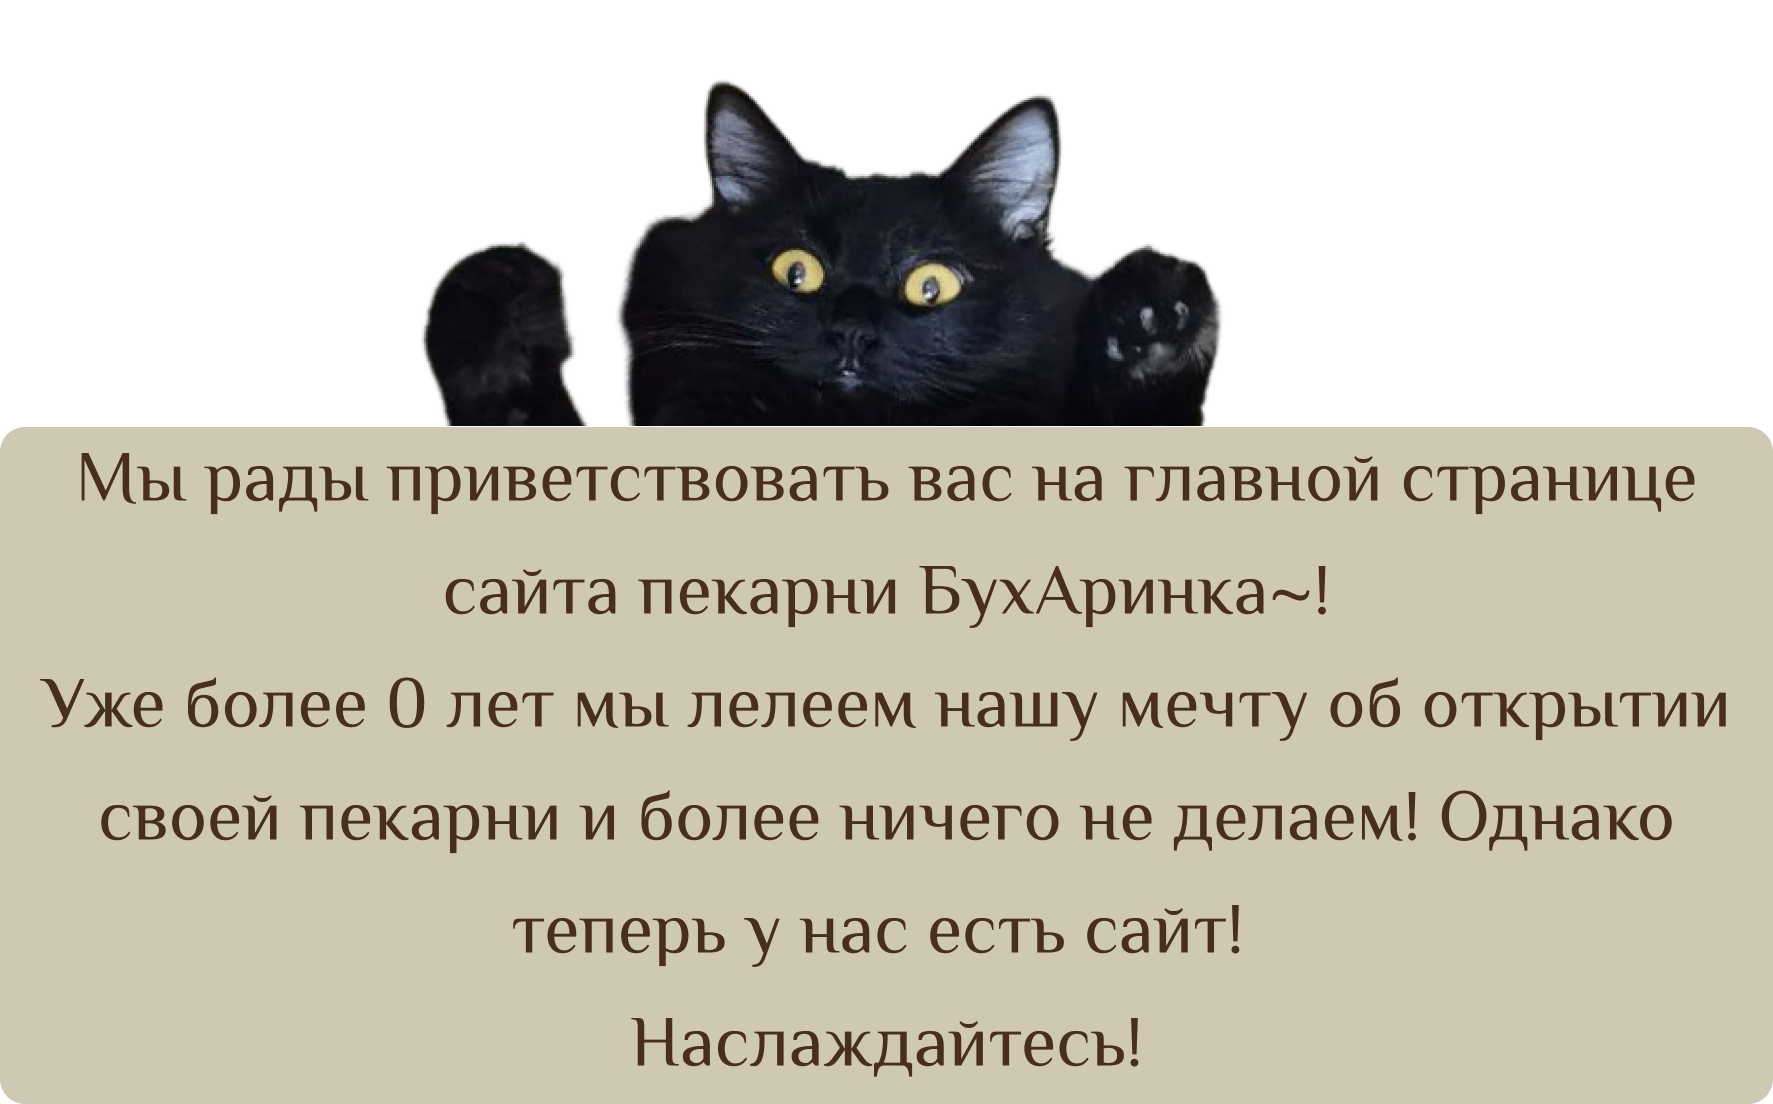 Мы рады приветствовать вас на главной странице
сайта пекарни БухАринка~!
Уже более 0 лет мы лелеем нашу мечту об открытии
своей пекарни и более ничего не делаем! Однако
теперь у нас есть сайт!
Наслаждайтесь!